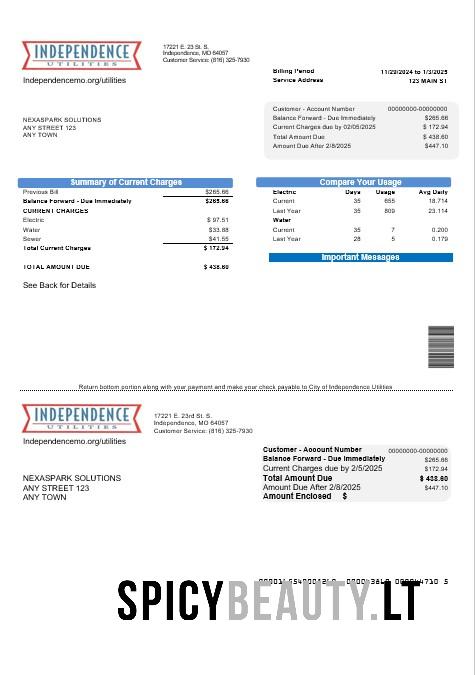 INDEPENDENCE
UTILITIES
Independencemo.org/utilities
17221 E. 23 St. S.
Independence, MO 64057
Customer Service: (816) 325-7930
Billing Period 11/29/2024 to 1/3/2025
Service Address 123 MAIN ST
NEXASPARK SOLUTIONS
ANY STREET 123
ANY TOWN
Customer - Account Number 00000000-00000000
Balance Forward - Due Immediately $265.66
Current Charges due by 02/05/2025 $ 172.94
Total Amount Due $ 438.60
Amount Due After 2/8/2025 $447.10
Summary of Current Charges
Previous Bill $265.66
Balance Forward - Due Immediately $265.66
CURRENT CHARGES
Electric $ 97.51
Water $33.88
Sewer $41.55
Total Current Charges $ 172.94
TOTAL AMOUNT DUE $ 438.60
See Back for Details
Compare Your Usage
Electric Days Usage Avg Daily
Current 35 655 18.714
Last Year 35 809 23.114
Water
Current 35 7 0.200
Last Year 28 5 0.179
Important Messages
Return bottom portion along with your payment and make your check payable to City of Independence Utilities
INDEPENDENCE
UTILITIES
Independencemo.org/utilities
17221 E. 23rd St. S.
Independence, MO 64057
Customer Service: (816) 325-7930
NEXASPARK SOLUTIONS
ANY STREET 123
ANY TOWN
Customer - Account Number 00000000-00000000
Balance Forward - Due Immediately $265.66
Current Charges due by 2/5/2025 $172.94
Total Amount Due $ 438.60
Amount Due After 2/8/2025 $447.10
Amount Enclosed $
SPICYBEAUTY.LT